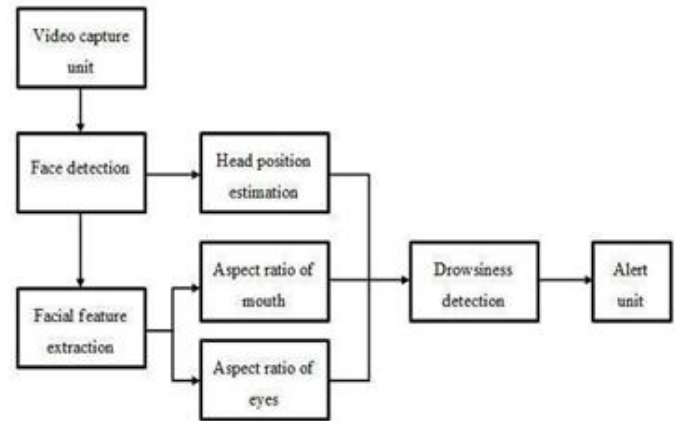 Video capture
unit
Face detection
Head position
estimation
Aspect ratio of
mouth
Drowsiness
detection
Alert
unit
Facial feature
extraction
Aspect ratio of
eyes